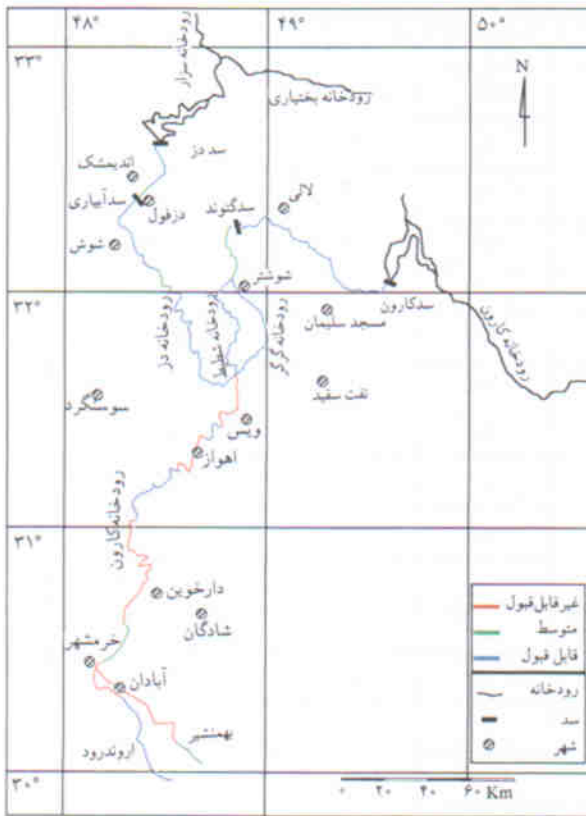 ۴۸°
۴۹°
۵۰°
۳۳°
رودخانه سزار
رودخانه بختیاری
N
سد دز
اندیمشک
سدآبیاری
دزفول
لالی
سدگتوند
شوش
شوشتر
۳۲°
رودخانه دز
رودخانه شطیط
رودخانه گرگر
سدکارون
مسجد سلیمان
رودخانه کارون
نفت سفید
سوسنگرد
ویس
اهواز
۳۱°
رودخانه کارون
دارخوین
شادگان
خرمشهر
آبادان
بهمنشیر
اروندرود
۳۰°
غیرقابل‌قبول
متوسط
قابل قبول
رودخانه
سد
شهر
۰ ۲۰ ۴۰ ۶۰ Km